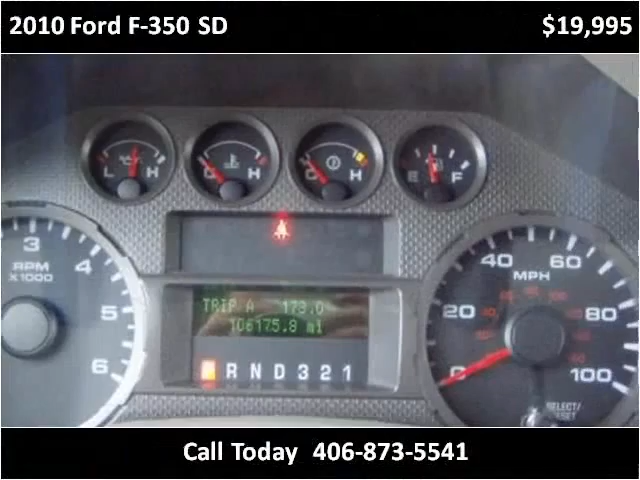 2010 Ford F-350 SD $19,995
L H C H C H E F
3 4 5 6
RPM
X1000
TRIP A 173.0
106175.8 mi
R N D 3 2 1
20 40 60 80 100
MPH
SELECT/
Call Today 406-873-5541